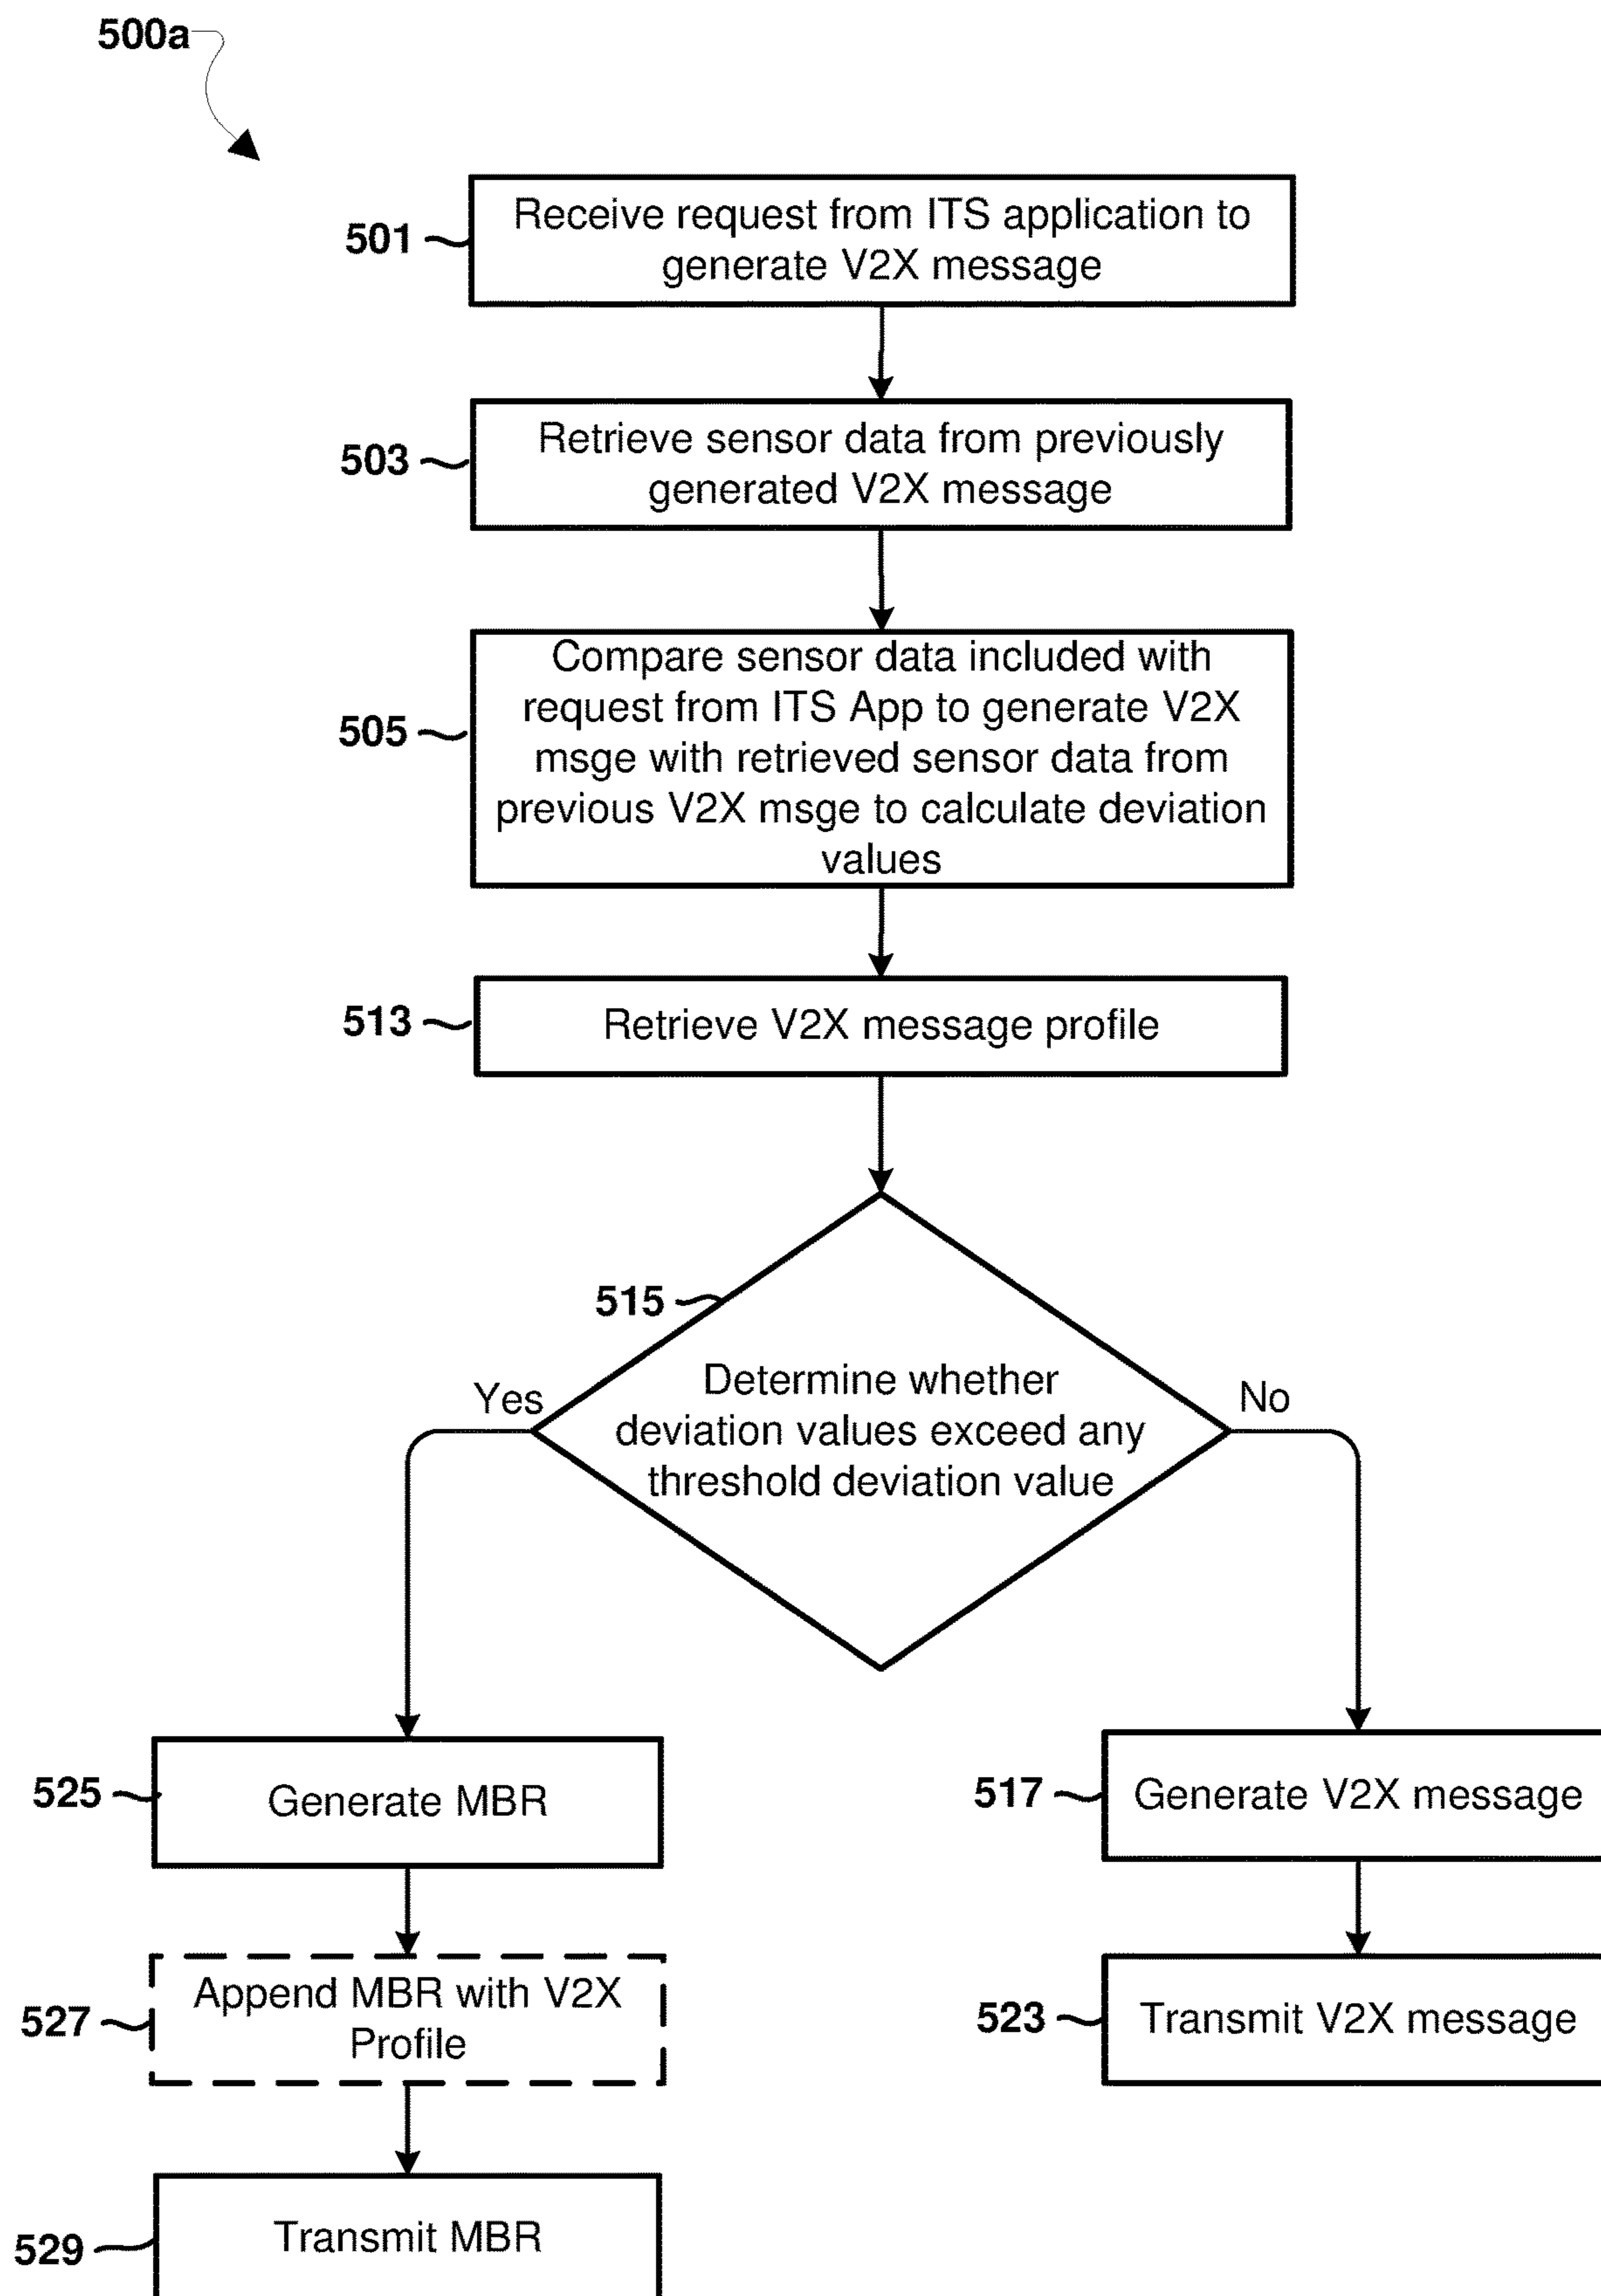 500a
501
Receive request from ITS application to
generate V2X message
503
Retrieve sensor data from previously
generated V2X message
505
Compare sensor data included with
request from ITS App to generate V2X
msge with retrieved sensor data from
previous V2X msge to calculate deviation
values
513
Retrieve V2X message profile
515
Determine whether
deviation values exceed any
threshold deviation value
Yes
No
525
Generate MBR
517
Generate V2X message
527
Append MBR with V2X
Profile
523
Transmit V2X message
529
Transmit MBR